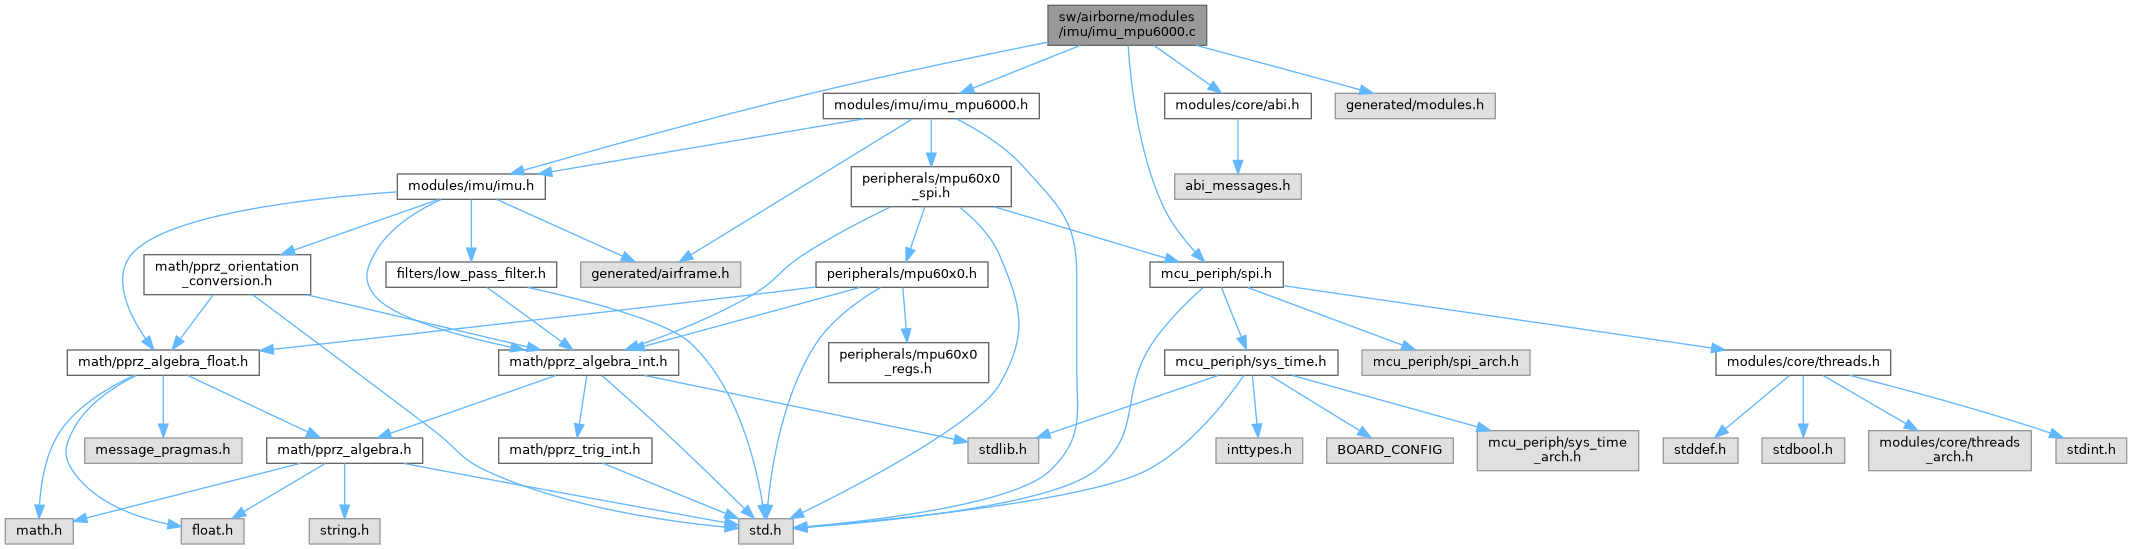 sw/airborne/modules
/imu/imu_mpu6000.c
modules/imu/imu_mpu6000.h
modules/core/abi.h
generated/modules.h
modules/imu/imu.h
peripherals/mpu60x0
_spi.h
abi_messages.h
math/pprz_orientation
_conversion.h
filters/low_pass_filter.h
generated/airframe.h
peripherals/mpu60x0.h
mcu_periph/spi.h
math/pprz_algebra_float.h
math/pprz_algebra_int.h
peripherals/mpu60x0
_regs.h
mcu_periph/sys_time.h
mcu_periph/spi_arch.h
modules/core/threads.h
message_pragmas.h
math/pprz_algebra.h
math/pprz_trig_int.h
stdlib.h
inttypes.h
BOARD_CONFIG
mcu_periph/sys_time
_arch.h
stddef.h
stdbool.h
modules/core/threads
_arch.h
stdint.h
math.h
float.h
string.h
std.h